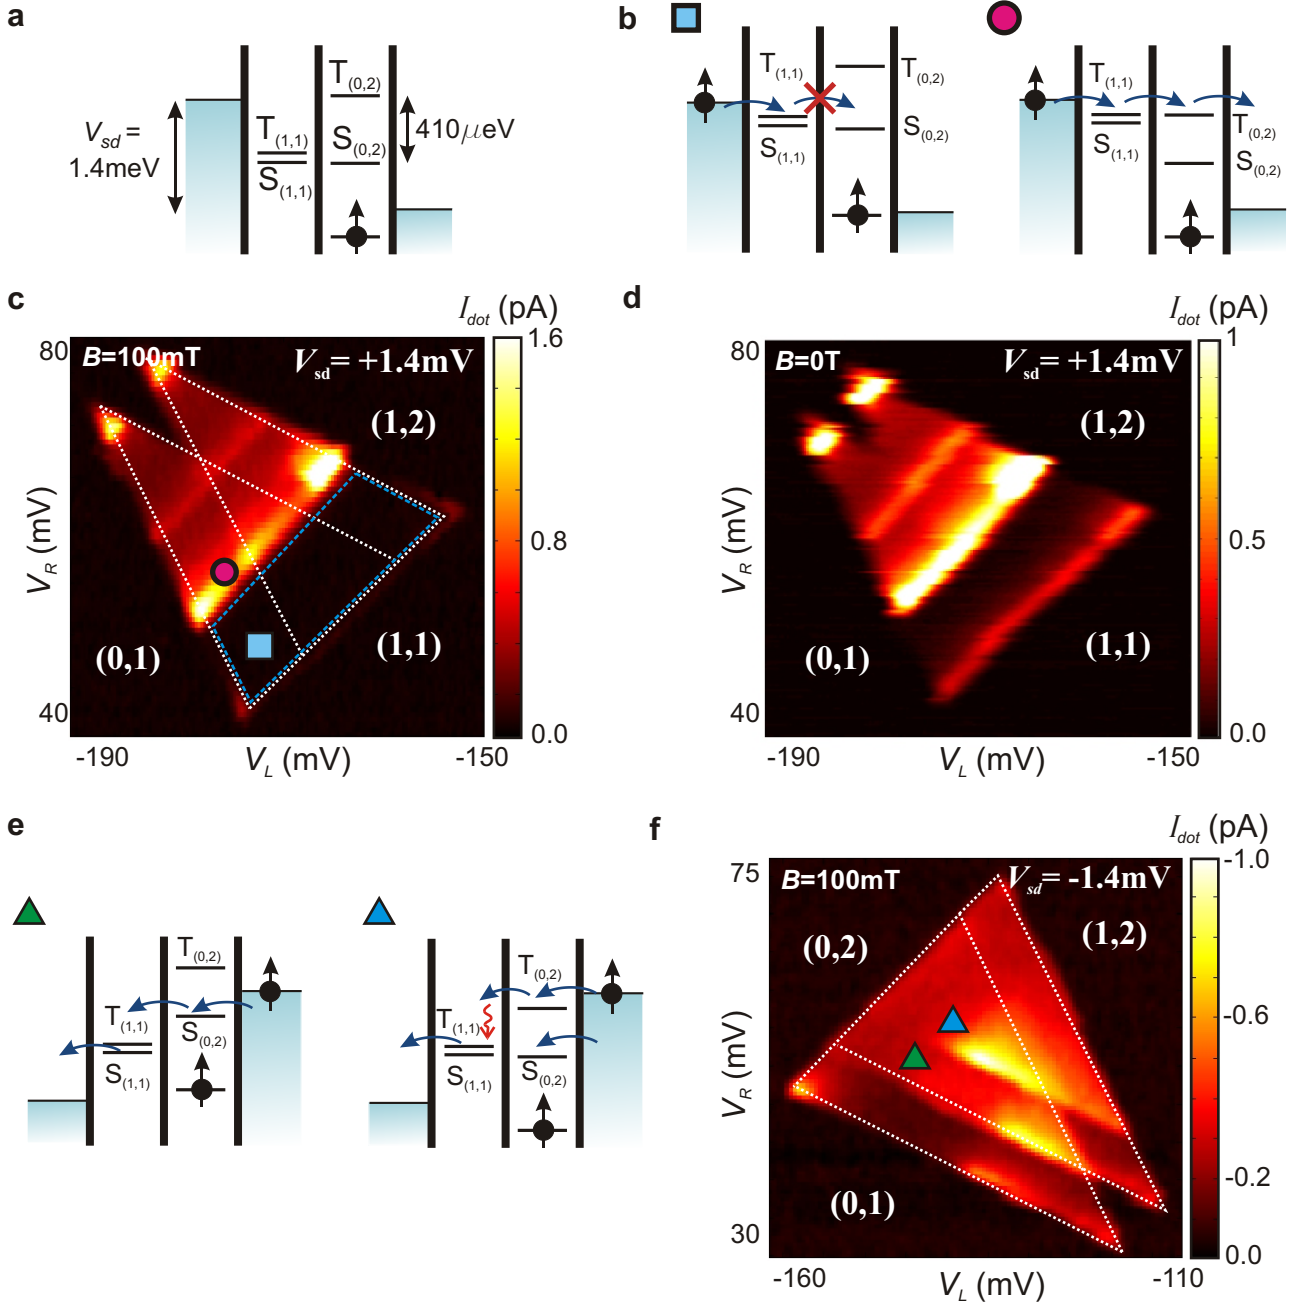 a
V_sd =
1.4meV
T(1,1)
S(1,1)
T(0,2)
S(0,2)
410μeV
b
T(1,1)
S(1,1)
T(0,2)
S(0,2)
T(1,1)
S(1,1)
T(0,2)
S(0,2)
c
I_dot (pA)
B=100mT
V_sd= +1.4mV
(1,2)
(0,1)
(1,1)
80
40
V_R (mV)
-190
V_L (mV)
-150
1.6
0.8
0.0
d
I_dot (pA)
B=0T
V_sd= +1.4mV
(1,2)
(0,1)
(1,1)
80
40
V_R (mV)
-190
V_L (mV)
-150
1
0.5
0.0
e
T(0,2)
T(1,1)
S(0,2)
S(1,1)
T(0,2)
T(1,1)
S(1,1)
S(0,2)
f
I_dot (pA)
B=100mT
V_sd= -1.4mV
(0,2)
(1,2)
(0,1)
75
30
V_R (mV)
-160
V_L (mV)
-110
-1.0
-0.6
-0.2
0.0